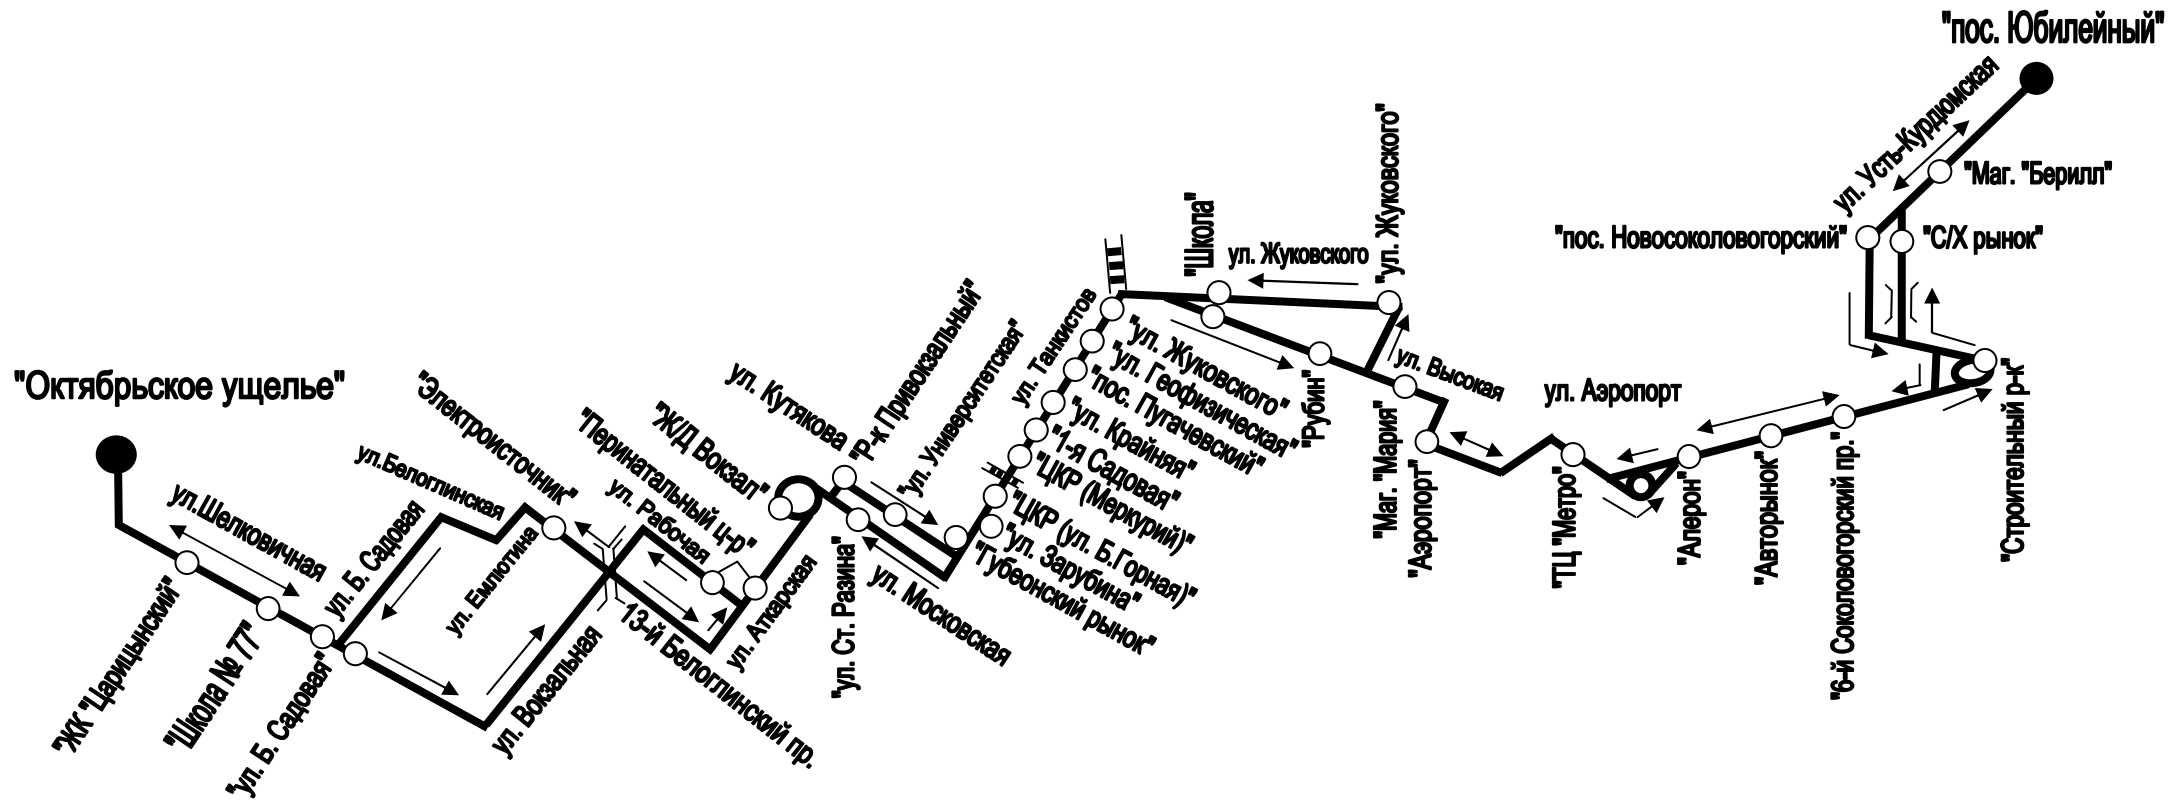 "пос. Юбилейный"
ул. Усть-Курдюмская
"Маг. "Берилл"
"пос. Новосоколовогорский"
"С/Х рынок"
"Строительный р-к"
"6-й Соколовогорский пр."
"Авторынок"
"Аперон"
ул. Аэропорт
"ТЦ "Метро"
"Аэропорт"
"Маг. "Мария"
ул. Высокая
"Рубин"
"ул. Жуковского"
ул. Жуковского
"Школа"
ул. Танкистов
"ул. Жуковского"
"ул. Геофизическая"
"пос. Пугачевский"
"ул. Крайняя"
"1-я Садовая"
"ЦКР (Меркурий)"
"ЦКР (ул. Б.Горная)"
"ул. Зарубина"
"Губеонский рынок"
"ул. Университетская"
"Р-к Привокзальный"
ул. Кутякова
ул. Московская
"ул. Ст. Разина"
"Ж/Д Вокзал"
ул. Аткарская
"Перинатальный ц-р"
ул. Рабочая
13-й Белоглинский пр.
ул. Вокзальная
"Электроисточник"
ул. Емлютина
ул.Белоглинская
ул. Б. Садовая
"ул. Б. Садовая"
"Школа № 77"
"ЖК "Царицынский"
ул.Шелковичная
"Октябрьское ущелье"